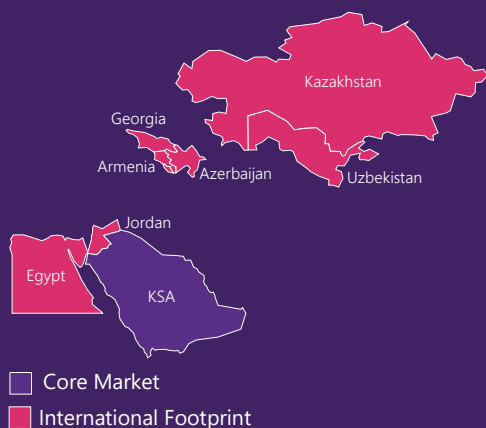 Kazakhstan
Georgia
Armenia
Azerbaijan
Uzbekistan
Jordan
Egypt
KSA
Core Market
International Footprint